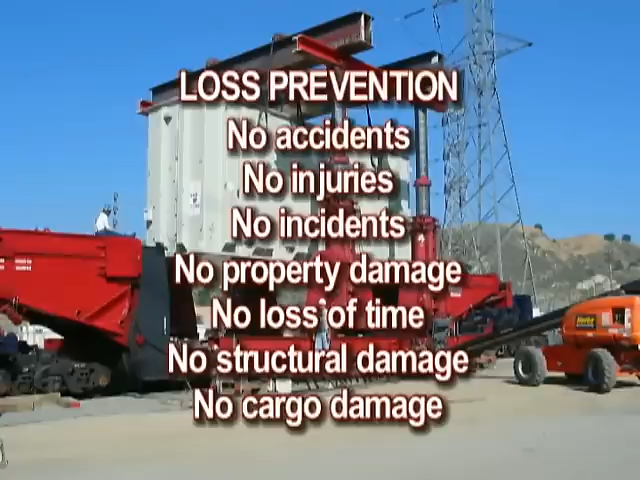 LOSS PREVENTION
No accidents
No injuries
No incidents
No property damage
No loss of time
No structural damage
No cargo damage